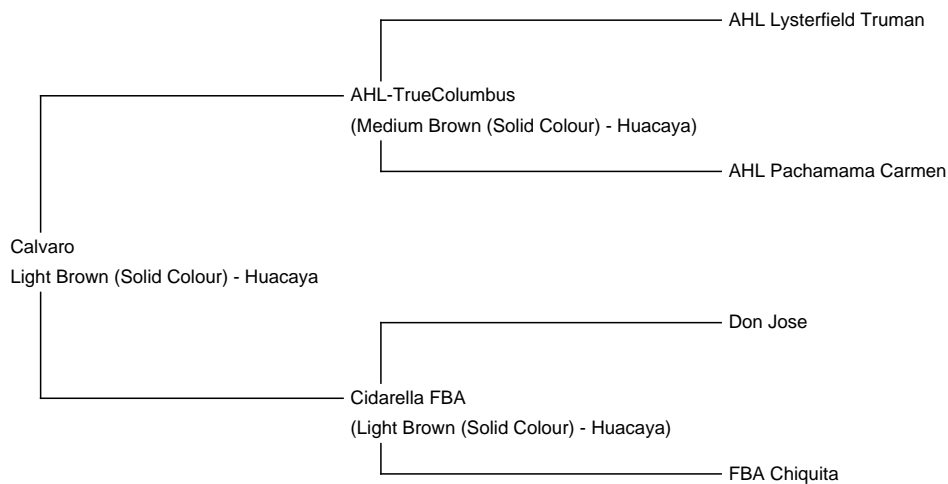 AHL Lysterfield Truman
AHL-TrueColumbus
(Medium Brown (Solid Colour) - Huacaya)
AHL Pachamama Carmen
Calvaro
Light Brown (Solid Colour) - Huacaya
Don Jose
Cidarella FBA
(Light Brown (Solid Colour) - Huacaya)
FBA Chiquita